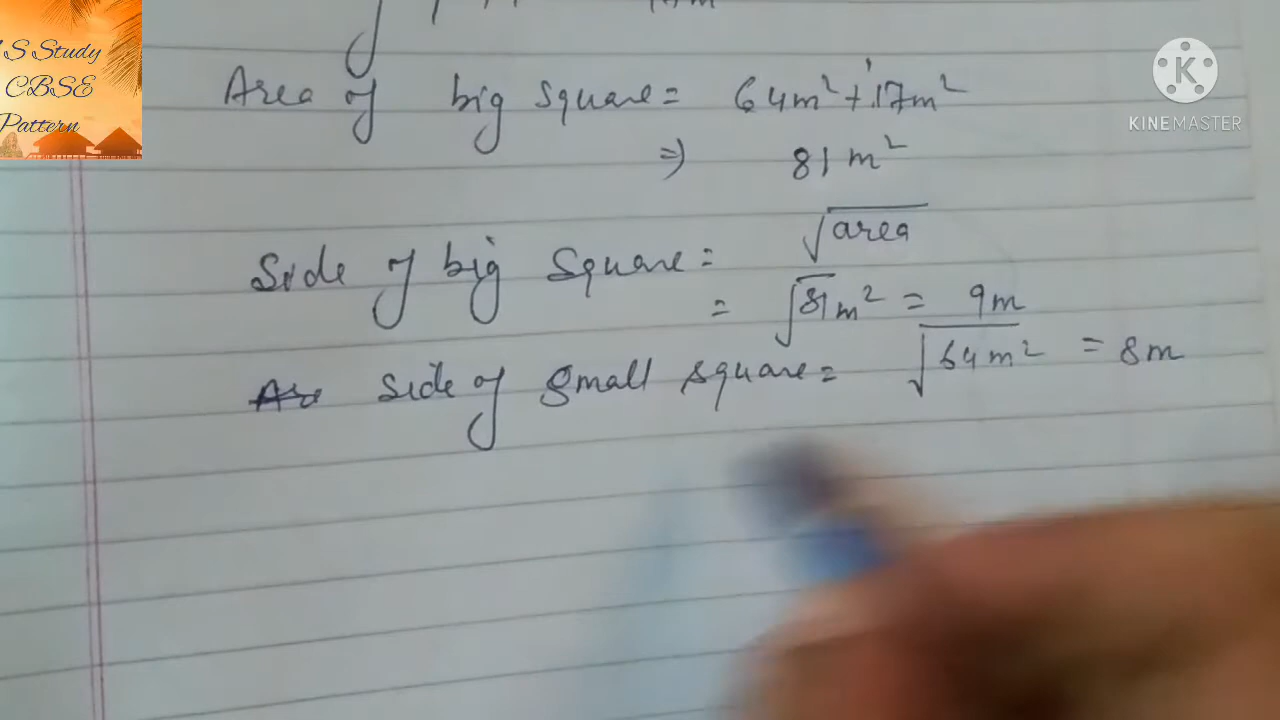 S Study
CBSE
Pattern
KINEMASTER
Area of big square = 64m² + 17m²
⇒ 81 m²
Side of big Square = √area
= √81m² = 9m
Side of small square = √64m² = 8m